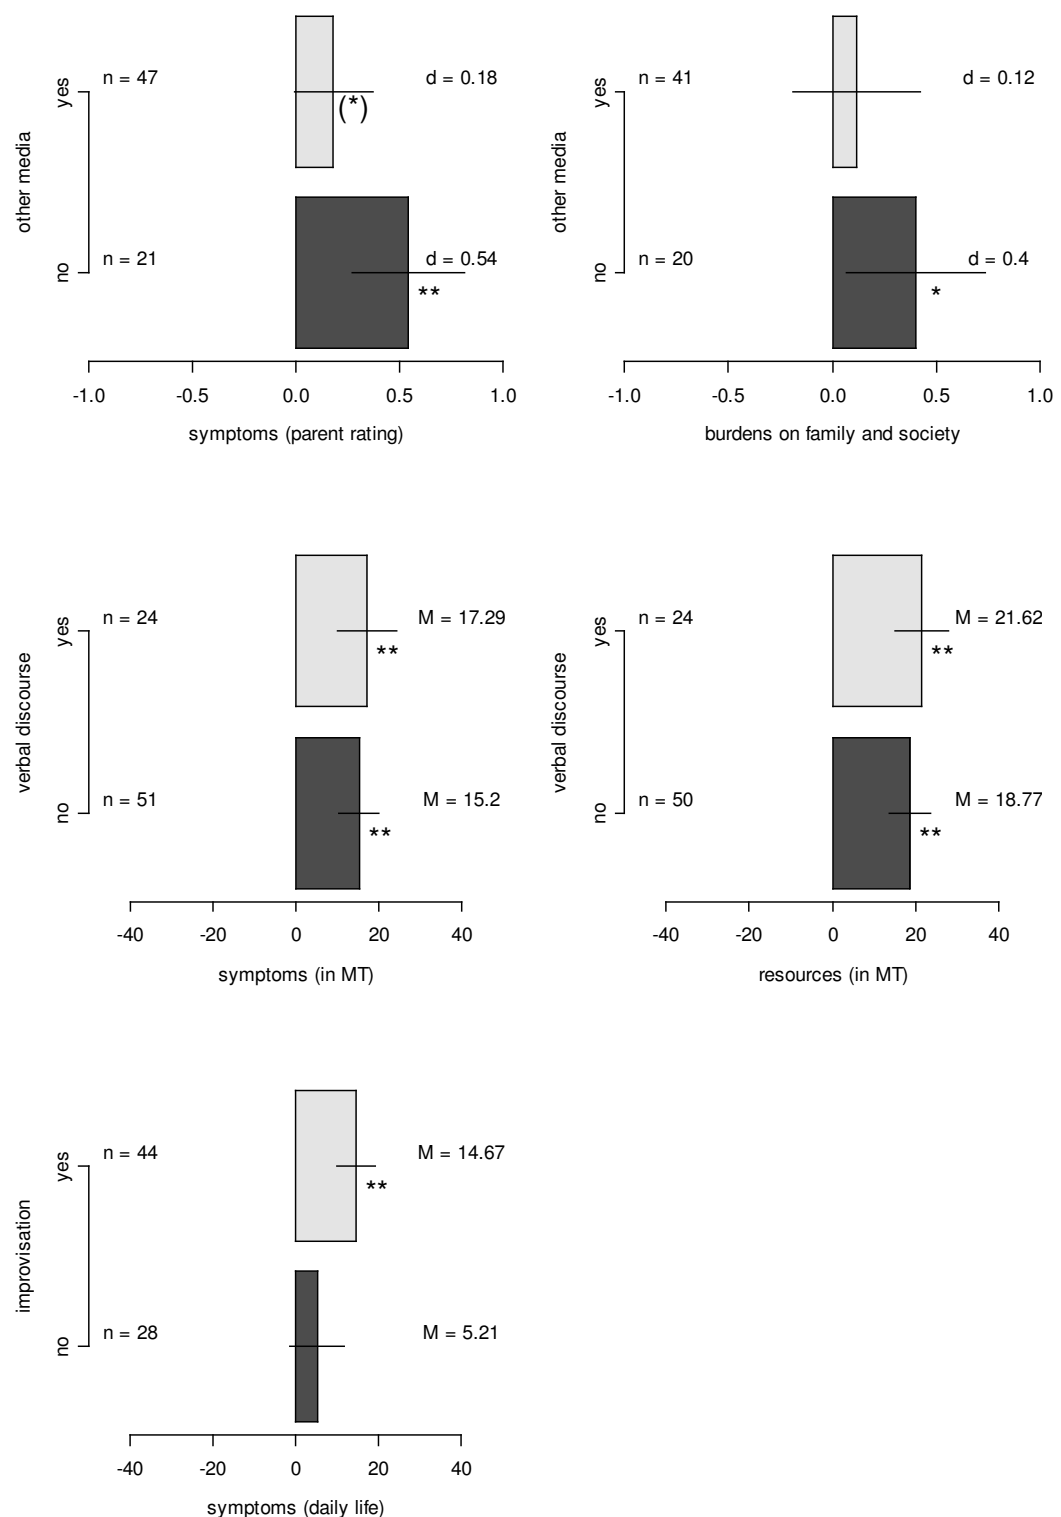 other media
yes
no
n = 47
d = 0.18
(*)
n = 21
d = 0.54
**
-1.0 -0.5 0.0 0.5 1.0
symptoms (parent rating)
other media
yes
no
n = 41
d = 0.12
n = 20
d = 0.4
*
-1.0 -0.5 0.0 0.5 1.0
burdens on family and society
verbal discourse
yes
no
n = 24
M = 17.29
**
n = 51
M = 15.2
**
-40 -20 0 20 40
symptoms (in MT)
verbal discourse
yes
no
n = 24
M = 21.62
**
n = 50
M = 18.77
**
-40 -20 0 20 40
resources (in MT)
improvisation
yes
no
n = 44
M = 14.67
**
n = 28
M = 5.21
-40 -20 0 20 40
symptoms (daily life)